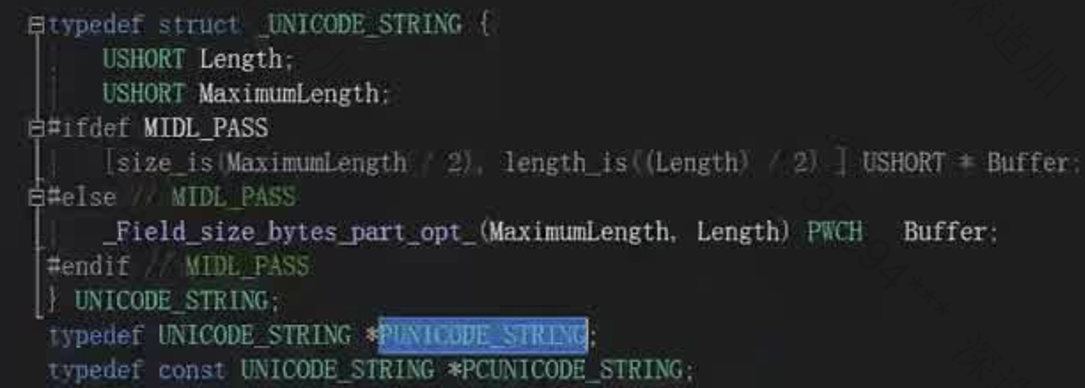 typedef struct _UNICODE_STRING {
USHORT Length;
USHORT MaximumLength;
#ifdef MIDL_PASS
[size_is(MaximumLength / 2), length_is((Length) / 2) ] USHORT * Buffer;
#else // MIDL_PASS
_Field_size_bytes_part_opt_(MaximumLength, Length) PWCH Buffer;
#endif // MIDL_PASS
} UNICODE_STRING;
typedef UNICODE_STRING *PUNICODE_STRING;
typedef const UNICODE_STRING *PCUNICODE_STRING;